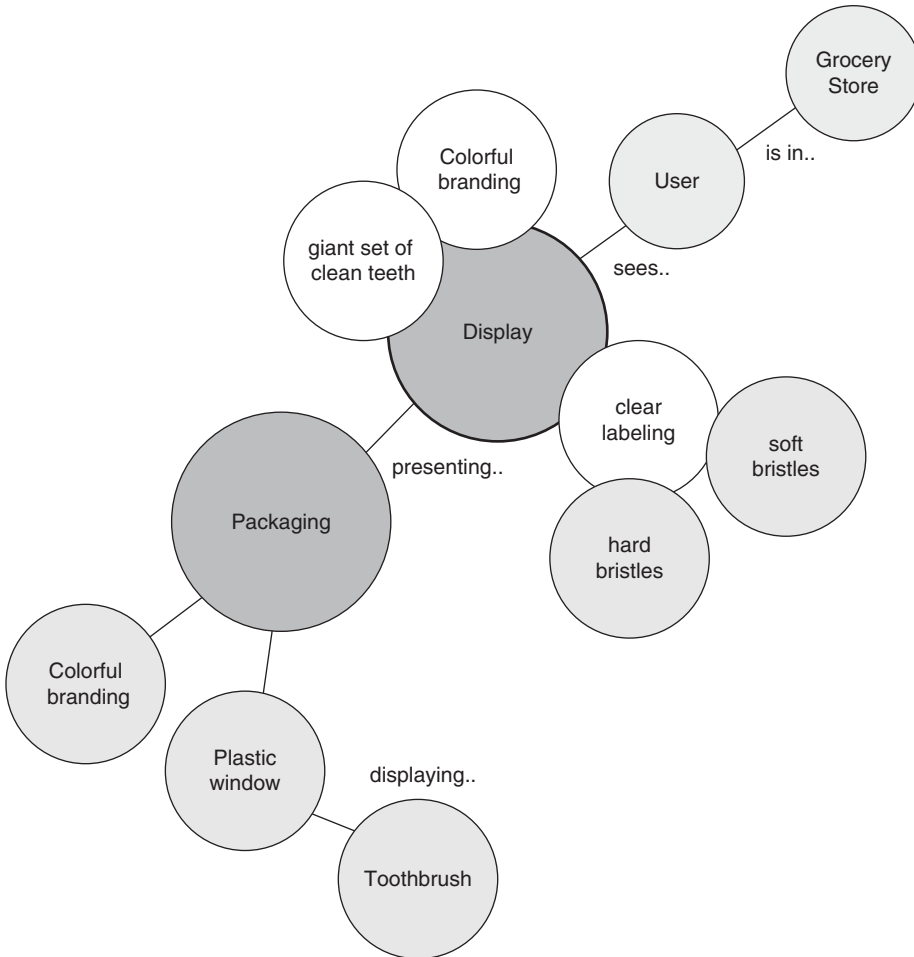 Grocery
Store
is in..
User
Colorful
branding
giant set of
clean teeth
sees..
Display
clear
labeling
soft
bristles
presenting..
Packaging
hard
bristles
Colorful
branding
Plastic
window
displaying..
Toothbrush